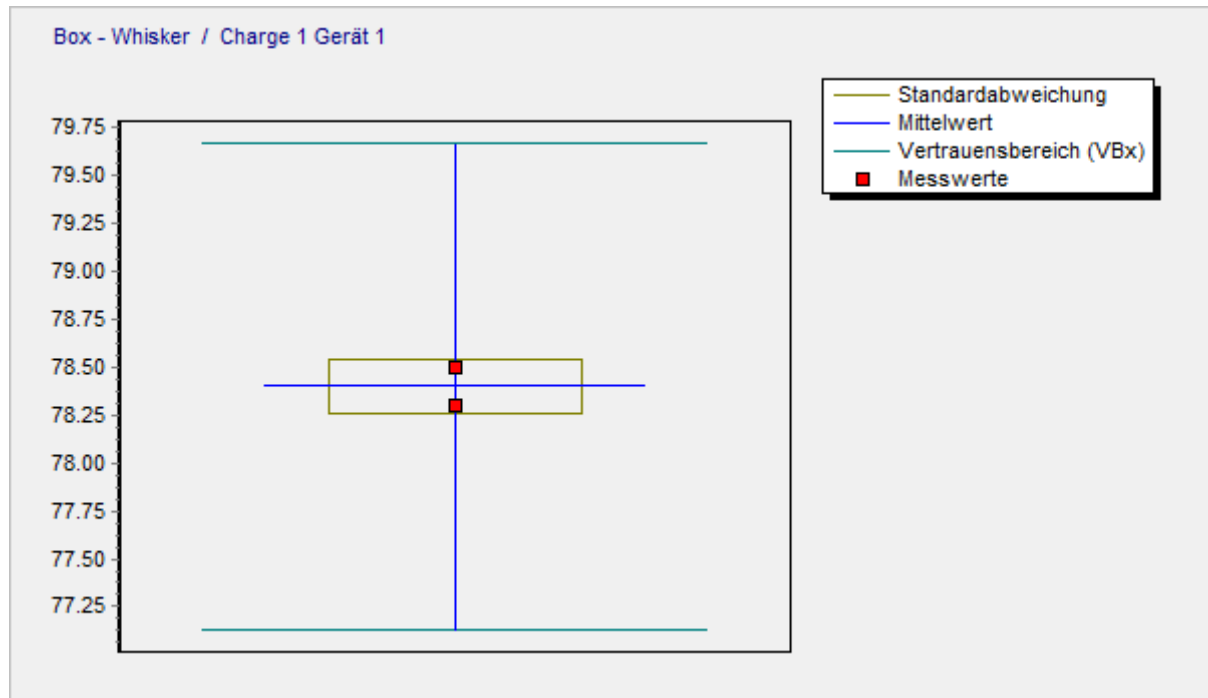 Box - Whisker / Charge 1 Gerät 1
Standardabweichung
Mittelwert
Vertrauensbereich (VBx)
Messwerte
79.75
79.50
79.25
79.00
78.75
78.50
78.25
78.00
77.75
77.50
77.25